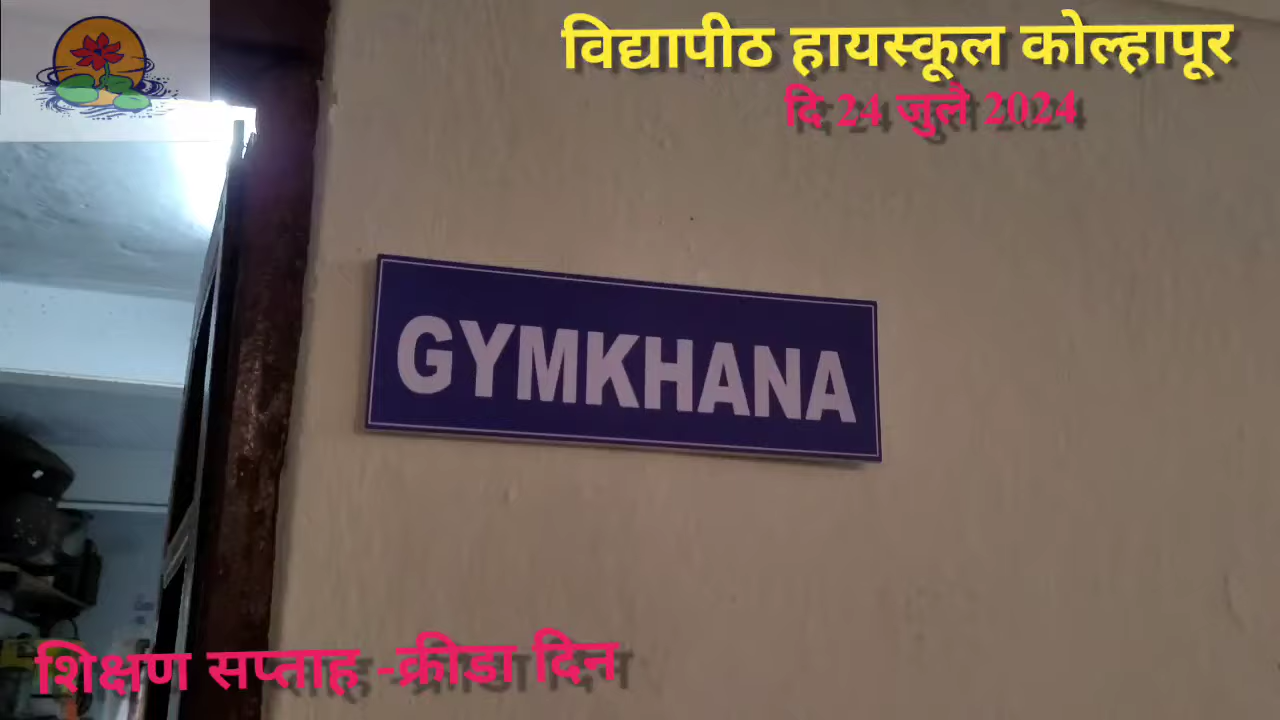 विद्यापीठ हायस्कूल कोल्हापूर
दि 24 जुलै 2024
GYMKHANA
शिक्षण सप्ताह -क्रीडा दिन